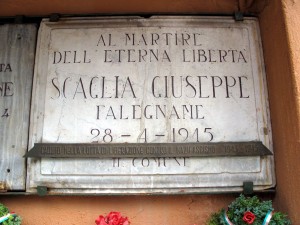 AL MARTIRE
DELL'ETERNA LIBERTÀ
SCAGLIA GIUSEPPE
FALEGNAME
28-4-1945
IL COMUNE